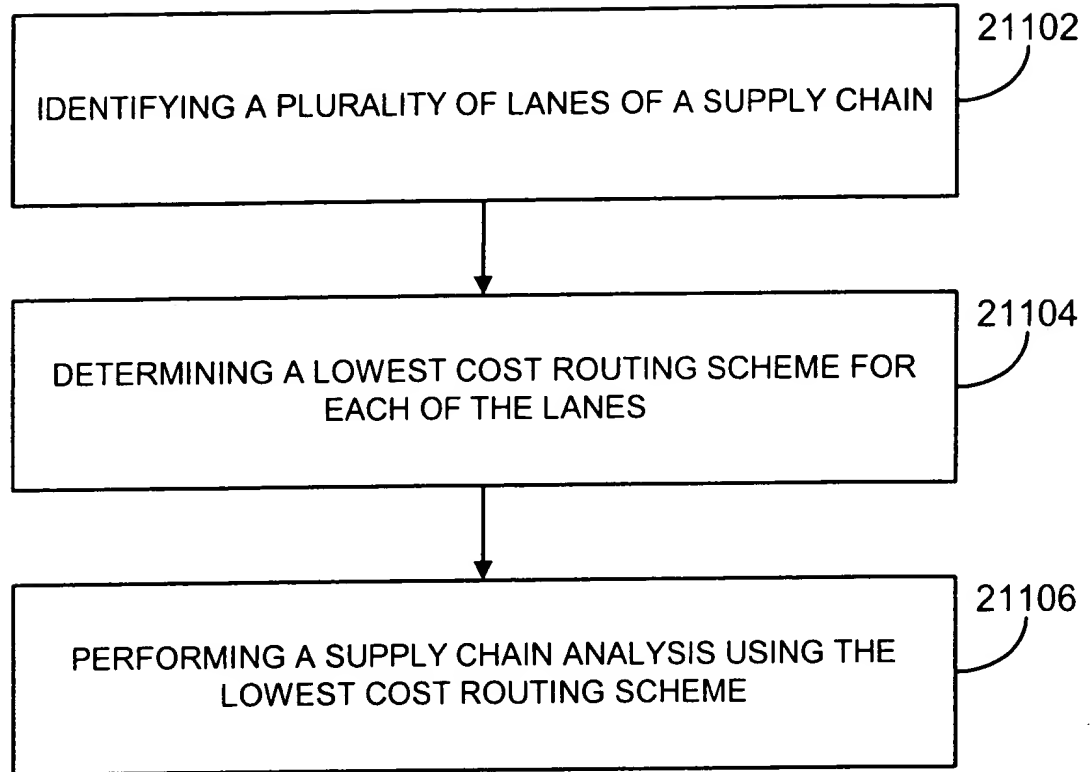 21102
IDENTIFYING A PLURALITY OF LANES OF A SUPPLY CHAIN
21104
DETERMINING A LOWEST COST ROUTING SCHEME FOR
EACH OF THE LANES
21106
PERFORMING A SUPPLY CHAIN ANALYSIS USING THE
LOWEST COST ROUTING SCHEME